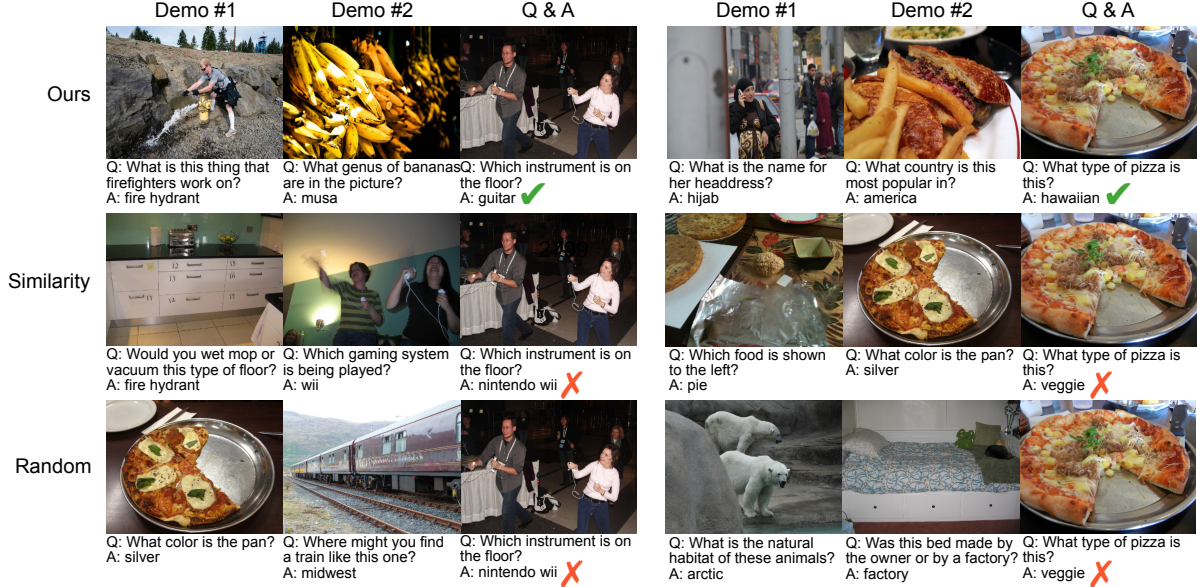 Demo #1 Demo #2 Q & A Demo #1 Demo #2 Q & A
Ours
Q: What is this thing that
firefighters work on?
A: fire hydrant
Q: What genus of bananas
are in the picture?
A: musa
Q: Which instrument is on
the floor?
A: guitar
Q: What is the name for
her headdress?
A: hijab
Q: What country is this
most popular in?
A: america
Q: What type of pizza is
this?
A: hawaiian
Similarity
Q: Would you wet mop or
vacuum this type of floor?
A: fire hydrant
Q: Which gaming system
is being played?
A: wii
Q: Which instrument is on
the floor?
A: nintendo wii
Q: Which food is shown
to the left?
A: pie
Q: What color is the pan?
A: silver
Q: What type of pizza is
this?
A: veggie
Random
Q: What color is the pan?
A: silver
Q: Where might you find
a train like this one?
A: midwest
Q: Which instrument is on
the floor?
A: nintendo wii
Q: What is the natural
habitat of these animals?
A: arctic
Q: Was this bed made by
the owner or by a factory?
A: factory
Q: What type of pizza is
this?
A: veggie